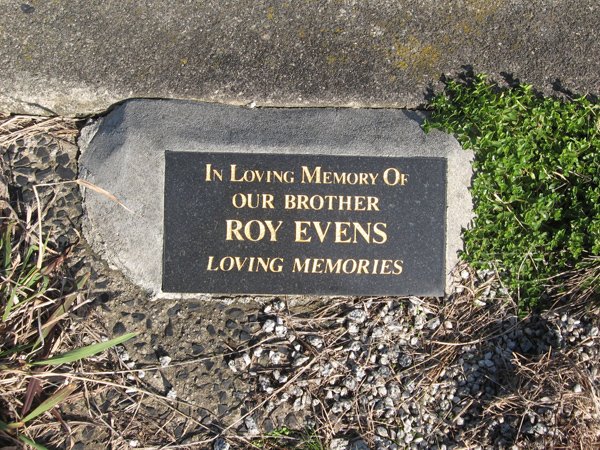 In Loving Memory Of
OUR BROTHER
ROY EVENS
LOVING MEMORIES